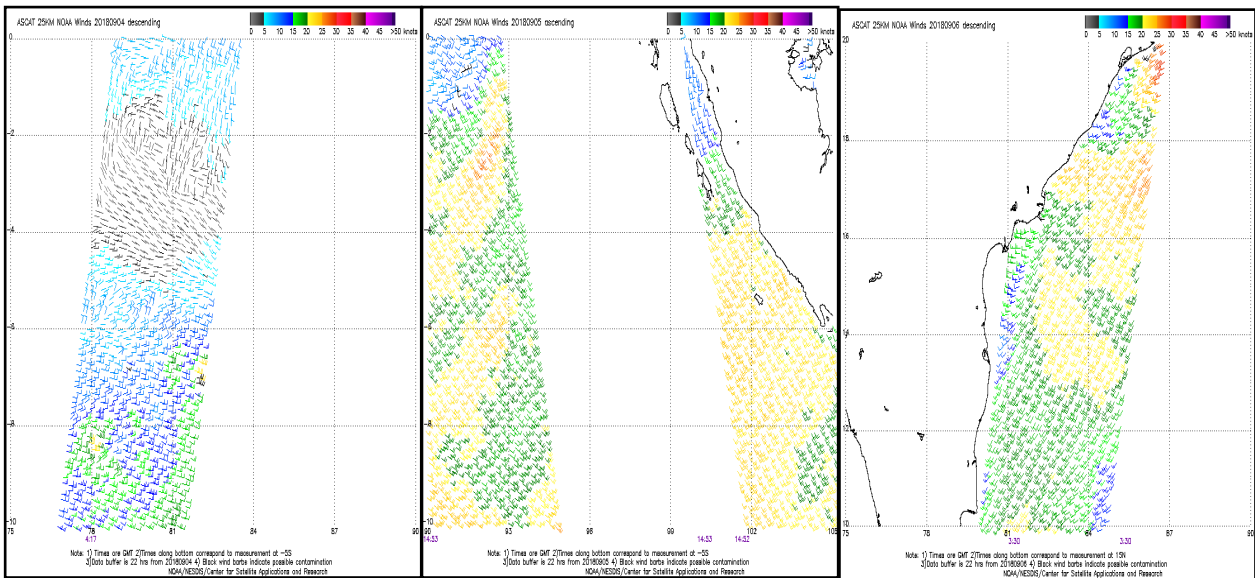 ASCAT 25KM NOAA Winds 20180904 descending
0 5 10 15 20 25 30 35 40 45 >50 knots
0
-2
-4
-6
-8
-10
75 78 81 84 87 90
4:17
Note: 1) Times are GMT 2)Times along bottom correspond to measurement at -5S
3)Data buffer is 22 hrs from 20180904 4) Black wind barbs indicate possible contamination
NOAA/NESDIS/Center for Satellite Applications and Research
ASCAT 25KM NOAA Winds 20180905 ascending
0 5 10 15 20 25 30 35 40 45 >50 knots
0
-2
-4
-6
-8
-10
90 93 96 99 102 105
14:53 14:53 14:52
Note: 1) Times are GMT 2)Times along bottom correspond to measurement at -5S
3)Data buffer is 22 hrs from 20180905 4) Black wind barbs indicate possible contamination
NOAA/NESDIS/Center for Satellite Applications and Research
ASCAT 25KM NOAA Winds 20180906 descending
0 5 10 15 20 25 30 35 40 45 >50 knots
20
18
16
14
12
10
75 78 81 84 87 90
3:30 3:30
Note: 1) Times are GMT 2)Times along bottom correspond to measurement at 15N
3)Data buffer is 22 hrs from 20180906 4) Black wind barbs indicate possible contamination
NOAA/NESDIS/Center for Satellite Applications and Research